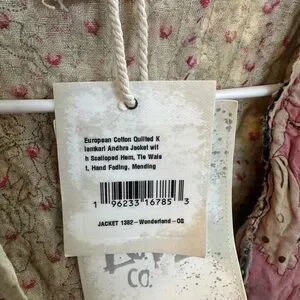 European Cotton Quilted K
lamkari Andhra Jacket wit
h Scalloped Hem, Tie Wais
t, Hand Fading, Mending
1 96233 16785 3
JACKET 1382-Wonderland-OS
CO.